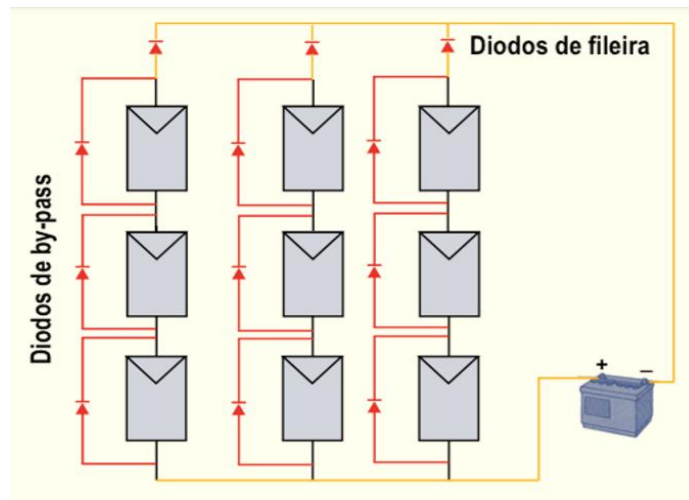 Diodos de fileira
Diodos de by-pass
+ –